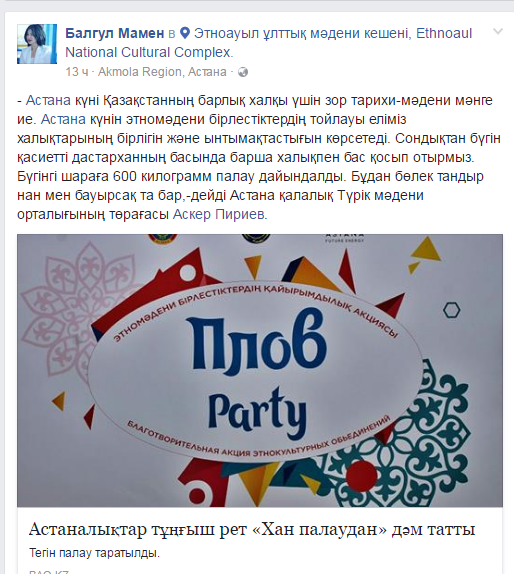 Балгул Мамен в Этноауыл ұлттық мәдени кешені, Ethnoaul
National Cultural Complex.
13 ч · Akmola Region, Астана ·
- Астана күні Қазақстанның барлық халқы үшін зор тарихи-мәдени мәнге
ие. Астана күнін этномәдени бірлестіктердің тойлауы еліміз
халықтарының бірлігін және ынтымақтастығын көрсетеді. Сондықтан бүгін
қасиетті дастарханның басында барша халықпен бас қосып отырмыз.
Бүгінгі шараға 600 килограмм палау дайындалды. Бұдан бөлек тандыр
нан мен бауырсақ та бар,-дейді Астана қалалық Түрік мәдени
орталығының төрағасы Аскер Пириев.
ASTANA
FUTURE ENERGY
ЭТНОМӘДЕНИ БІРЛЕСТІКТЕРДІҢ ҚАЙЫРЫМДЫЛЫҚ АКЦИЯСЫ
Плов
Party
БЛАГОТВОРИТЕЛЬНАЯ АКЦИЯ ЭТНОКУЛЬТУРНЫХ ОБЪЕДИНЕНИЙ
Астаналықтар тұңғыш рет «Хан палаудан» дәм татты
Тегін палау таратылды.